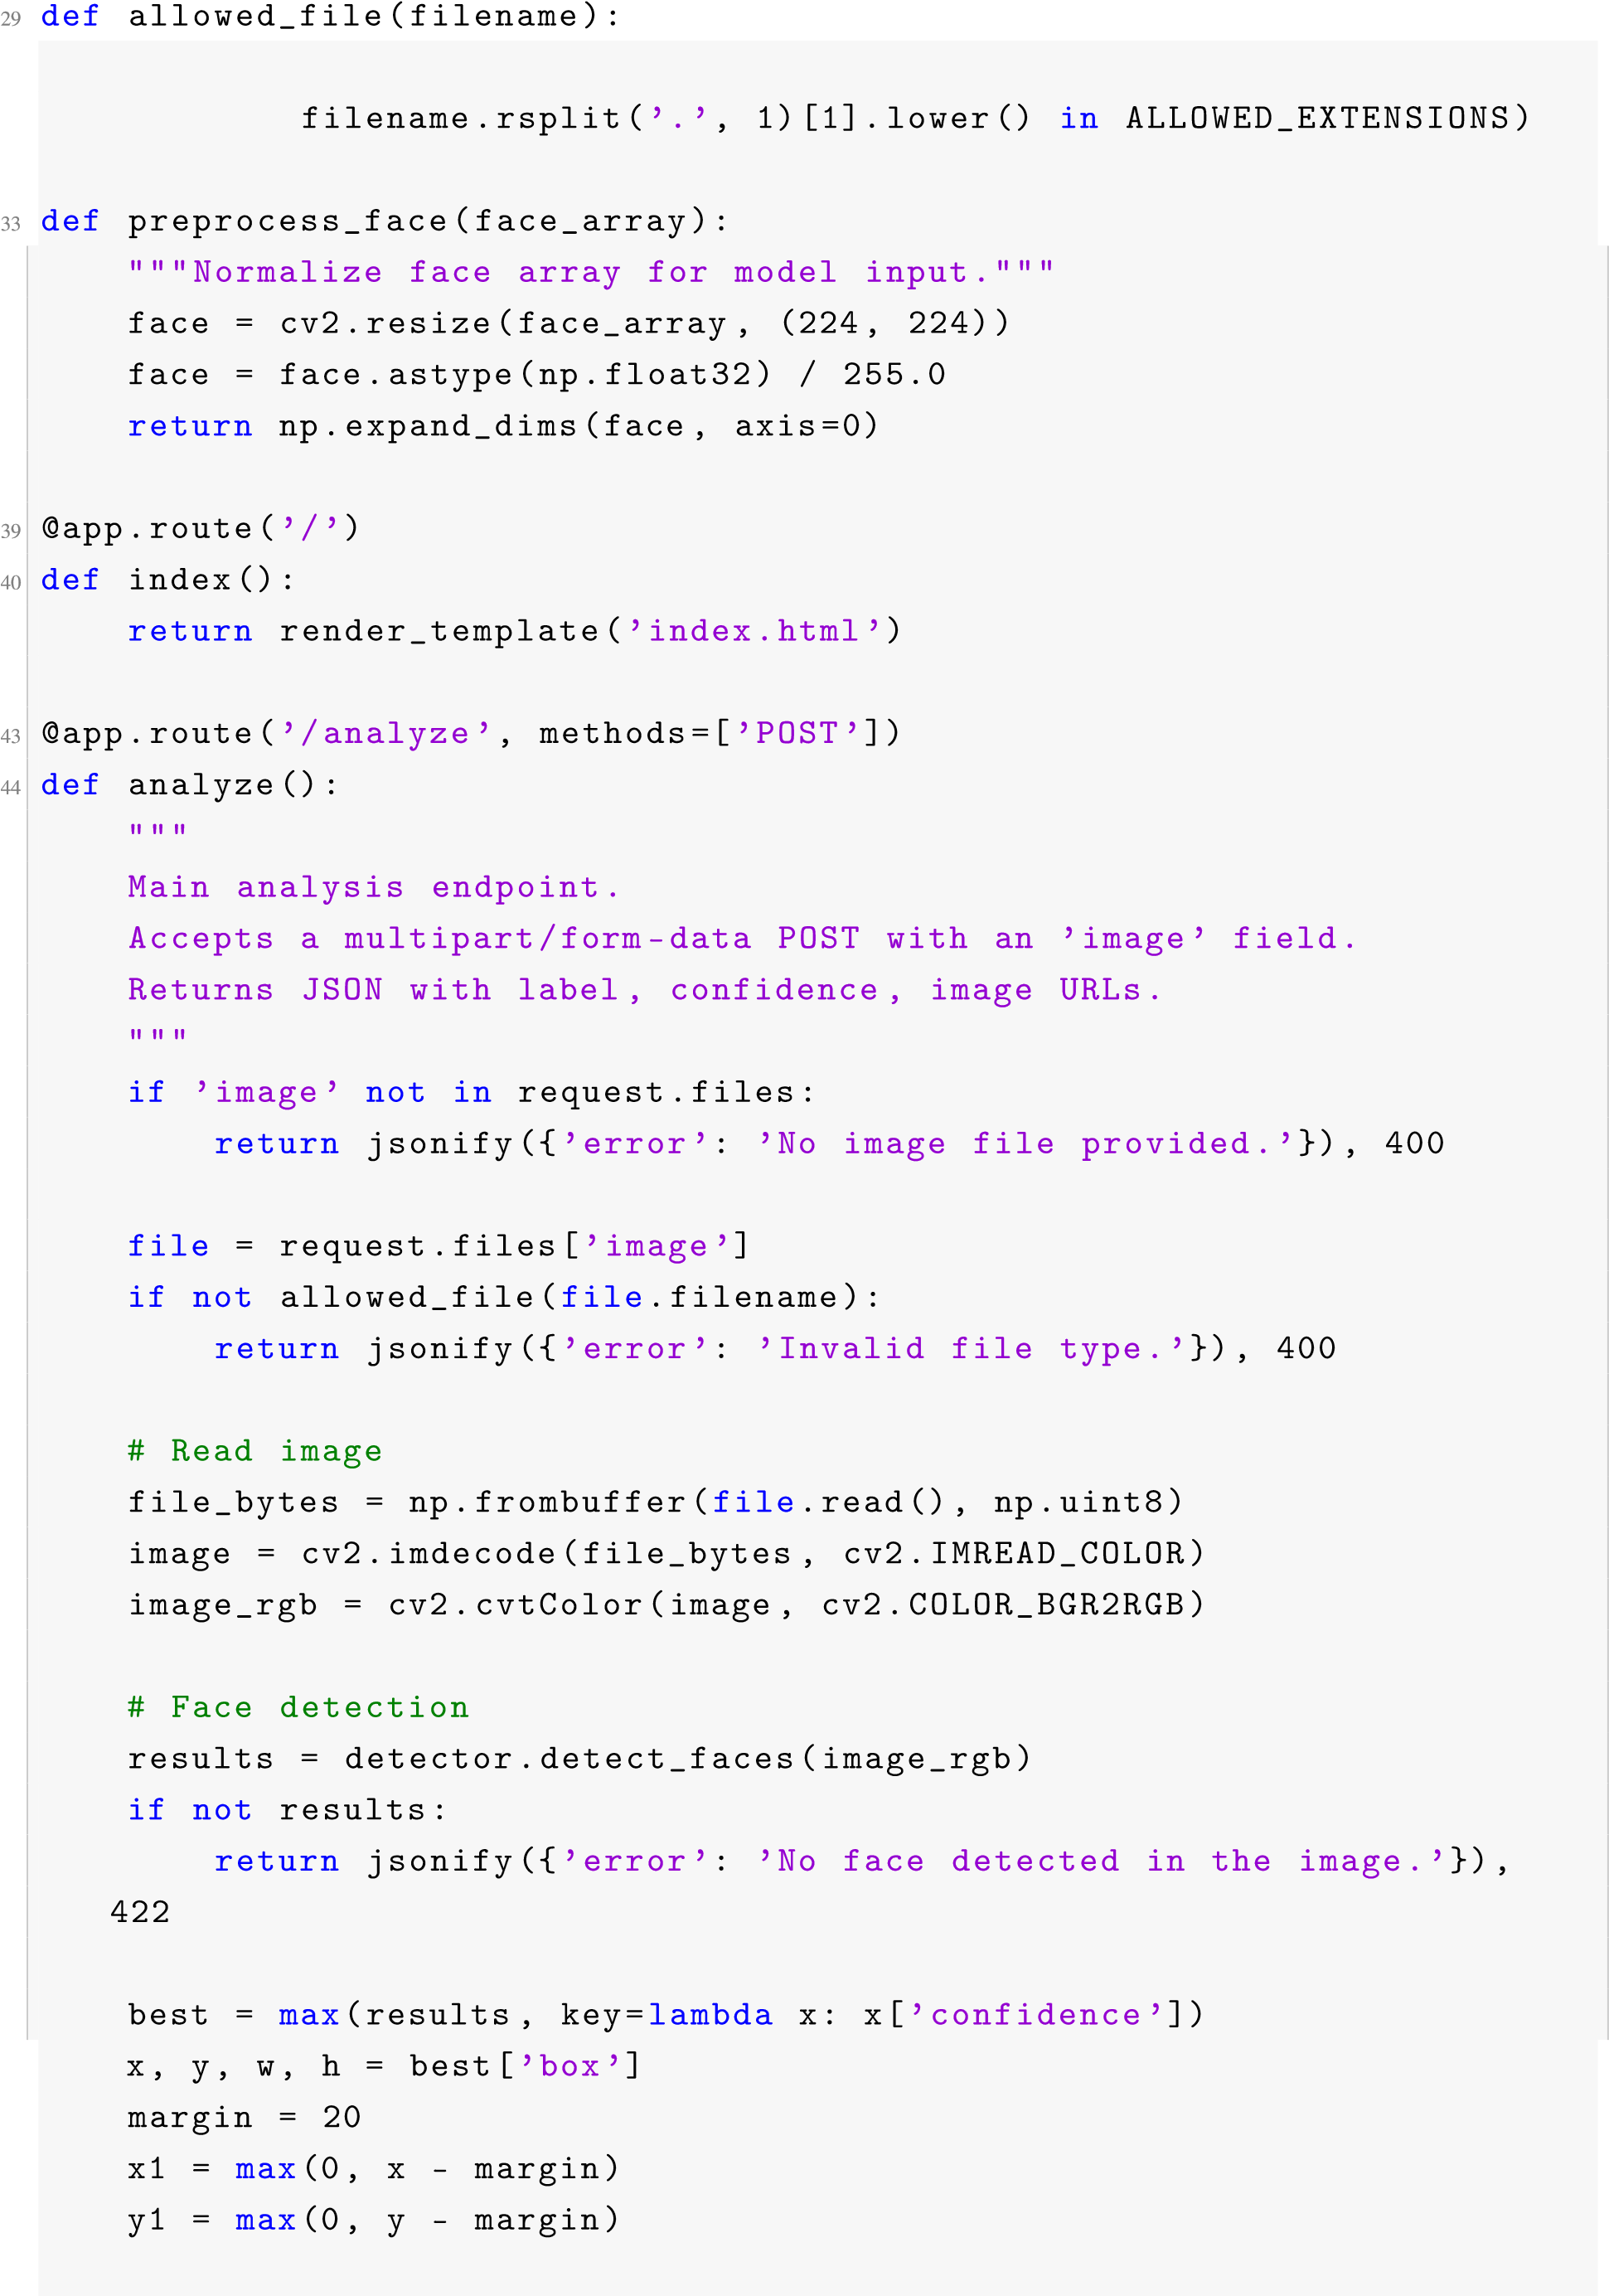 29 def allowed_file(filename):
filename.rsplit('.', 1)[1].lower() in ALLOWED_EXTENSIONS)
33 def preprocess_face(face_array):
"""Normalize face array for model input."""
face = cv2.resize(face_array, (224, 224))
face = face.astype(np.float32) / 255.0
return np.expand_dims(face, axis=0)
39 @app.route('/')
40 def index():
return render_template('index.html')
43 @app.route('/analyze', methods=['POST'])
44 def analyze():
"""
Main analysis endpoint.
Accepts a multipart/form-data POST with an 'image' field.
Returns JSON with label, confidence, image URLs.
"""
if 'image' not in request.files:
return jsonify({'error': 'No image file provided.'}), 400
file = request.files['image']
if not allowed_file(file.filename):
return jsonify({'error': 'Invalid file type.'}), 400
# Read image
file_bytes = np.frombuffer(file.read(), np.uint8)
image = cv2.imdecode(file_bytes, cv2.IMREAD_COLOR)
image_rgb = cv2.cvtColor(image, cv2.COLOR_BGR2RGB)
# Face detection
results = detector.detect_faces(image_rgb)
if not results:
return jsonify({'error': 'No face detected in the image.'}),
422
best = max(results, key=lambda x: x['confidence'])
x, y, w, h = best['box']
margin = 20
x1 = max(0, x - margin)
y1 = max(0, y - margin)